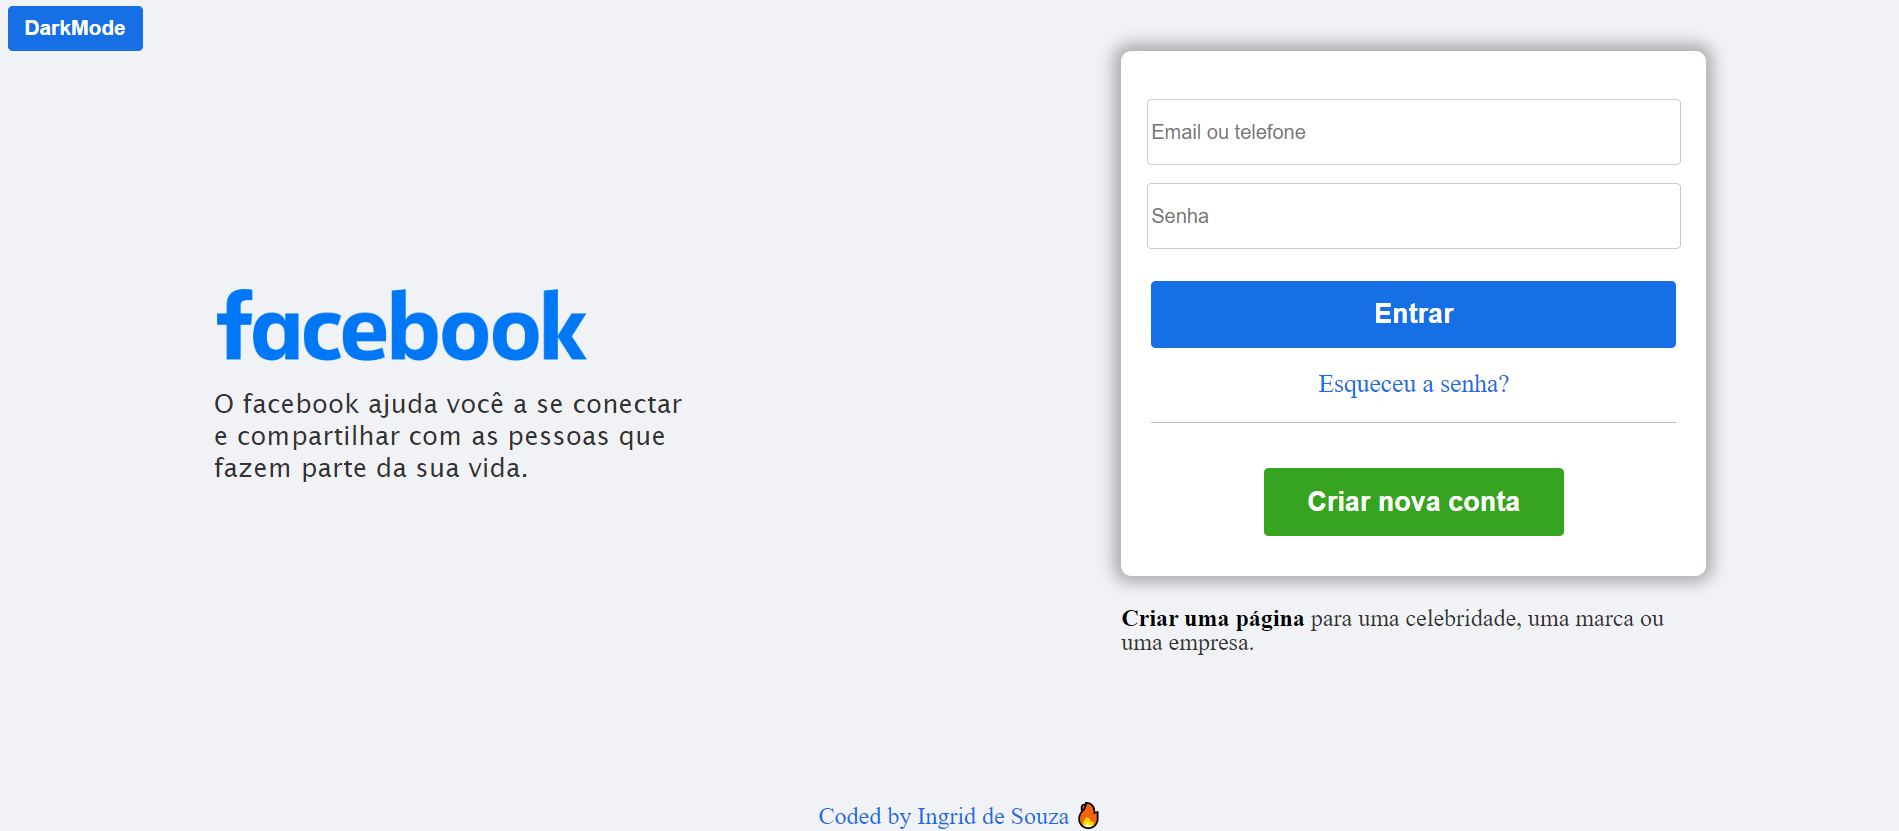 DarkMode
facebook
O facebook ajuda você a se conectar
e compartilhar com as pessoas que
fazem parte da sua vida.
Email ou telefone
Senha
Entrar
Esqueceu a senha?
Criar nova conta
Criar uma página para uma celebridade, uma marca ou
uma empresa.
Coded by Ingrid de Souza 🔥